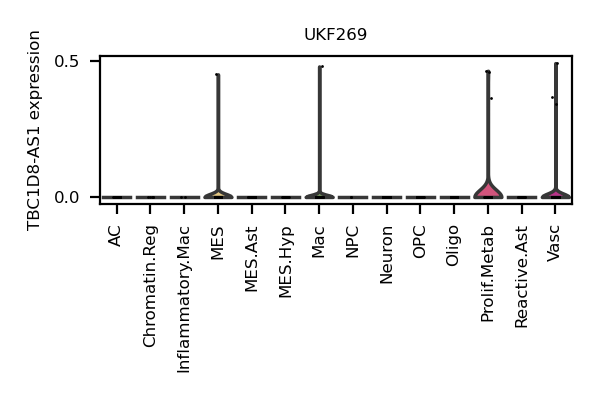 UKF269
TBC1D8-AS1 expression
0.5
0.0
AC
Chromatin.Reg
Inflammatory.Mac
MES
MES.Ast
MES.Hyp
Mac
NPC
Neuron
OPC
Oligo
Prolif.Metab
Reactive.Ast
Vasc